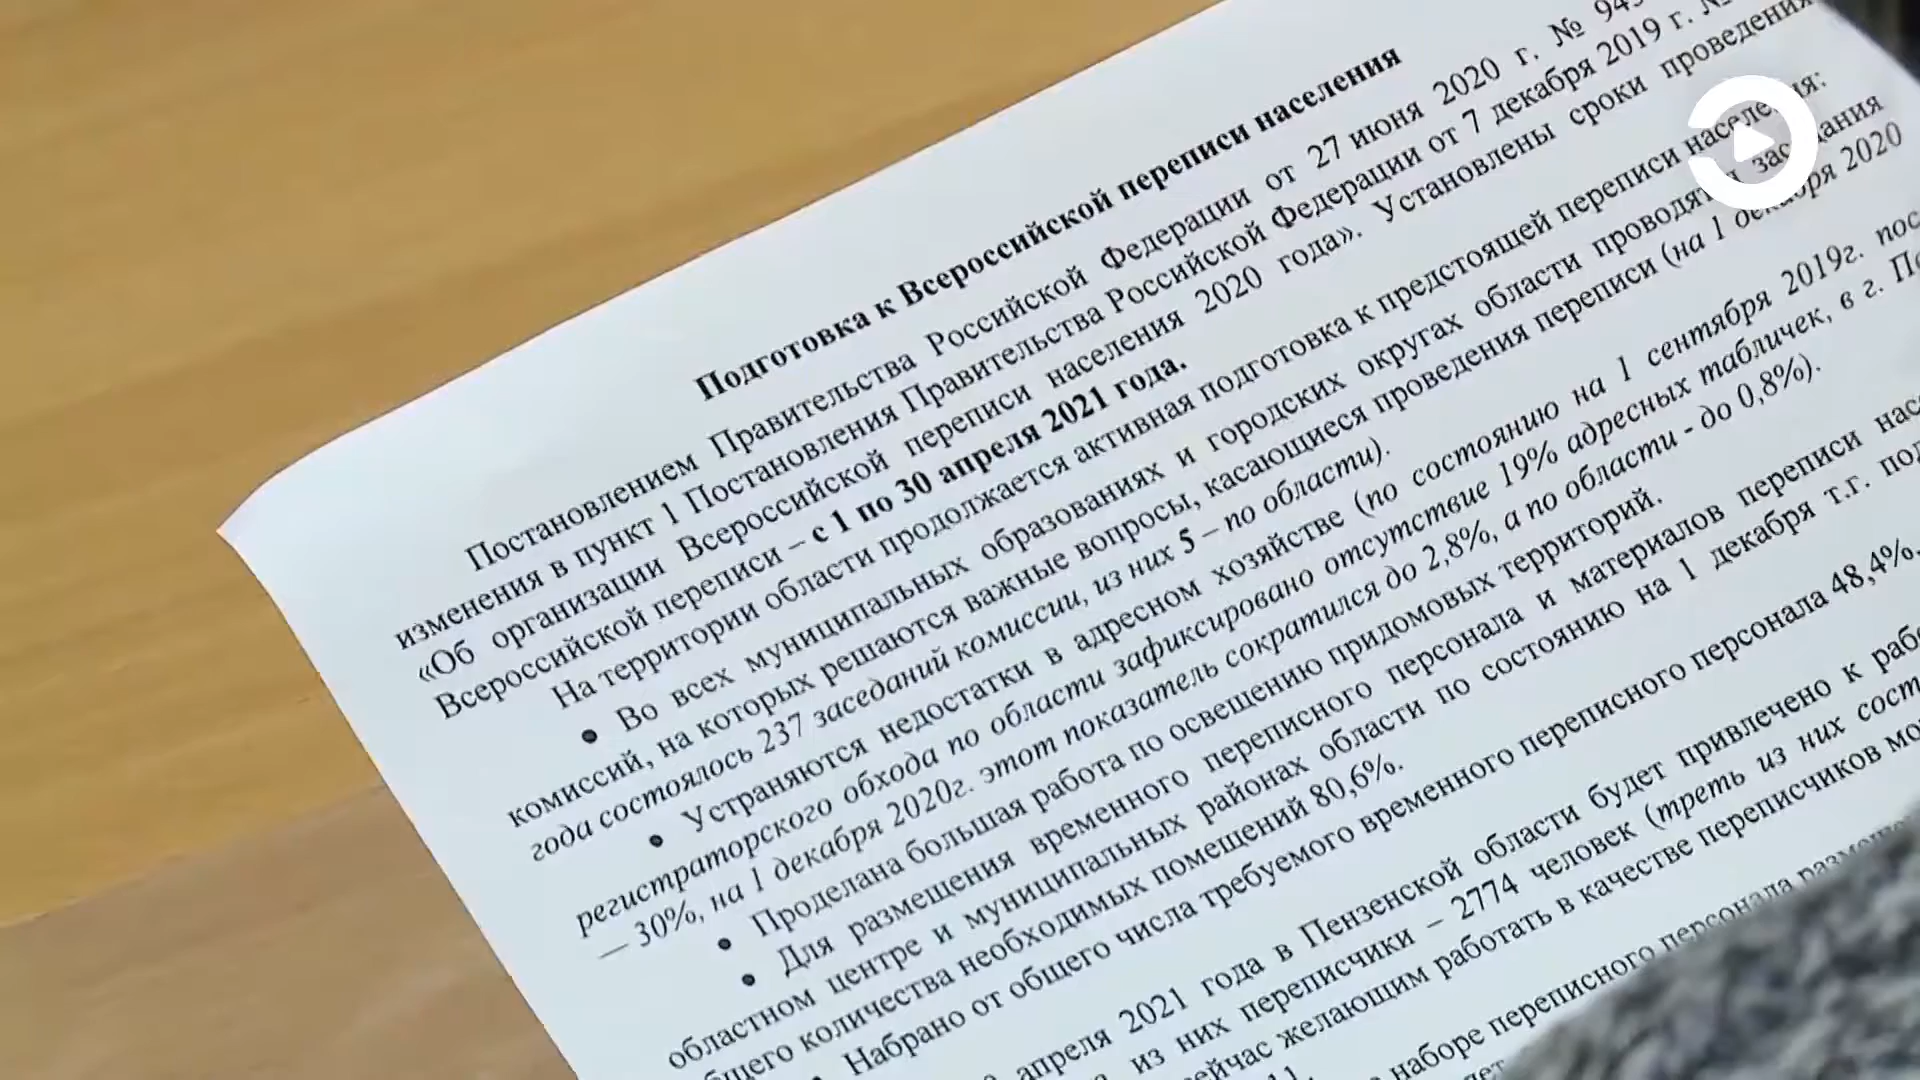 Подготовка к Всероссийской переписи населения
Постановлением Правительства Российской Федерации от 27 июня 2020 г. №
изменения в пункт 1 Постановления Правительства Российской Федерации от 7 декабря 2019 г.
«Об организации Всероссийской переписи населения 2020 года». Установлены сроки проведения
Всероссийской переписи – с 1 по 30 апреля 2021 года.
На территории области продолжается активная подготовка к предстоящей переписи населения:
• Во всех муниципальных образованиях и городских округах области проводятся заседания
комиссий, на которых решаются важные вопросы, касающиеся проведения переписи (на 1 декабря 2020
года состоялось 237 заседаний комиссии, из них 5 – по области).
• Устраняются недостатки в адресном хозяйстве (по состоянию на 1 сентября 2019г.
регистраторского обхода по области зафиксировано отсутствие 19% адресных табличек, в г.
– 30%, на 1 декабря 2020г. этот показатель сократился до 2,8%, а по области - до 0,8%).
• Проделана большая работа по освещению придомовых территорий.
• Для размещения временного переписного персонала и материалов переписи
областном центре и муниципальных районах области по состоянию на 1 декабря т.г.
общего количества необходимых помещений 80,6%.
Набрано от общего числа требуемого временного переписного персонала 48,4%.
апреля 2021 года в Пензенской области будет привлечено к
из них переписчики – 2774 человек (треть из них
желающим работать в качестве переписчиков
наборе переписного персонала